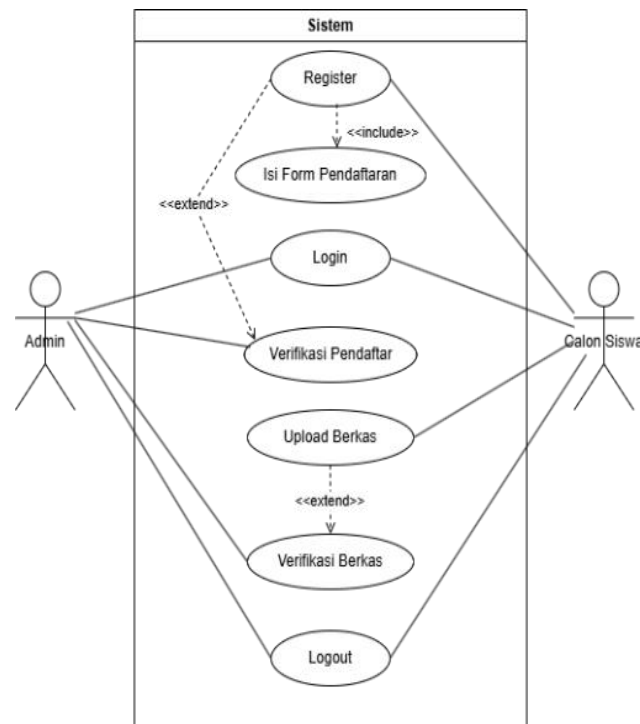 Sistem
Register
<<include>>
Isi Form Pendaftaran
<<extend>>
Login
Admin
Calon Siswa
Verifikasi Pendaftar
Upload Berkas
<<extend>>
Verifikasi Berkas
Logout